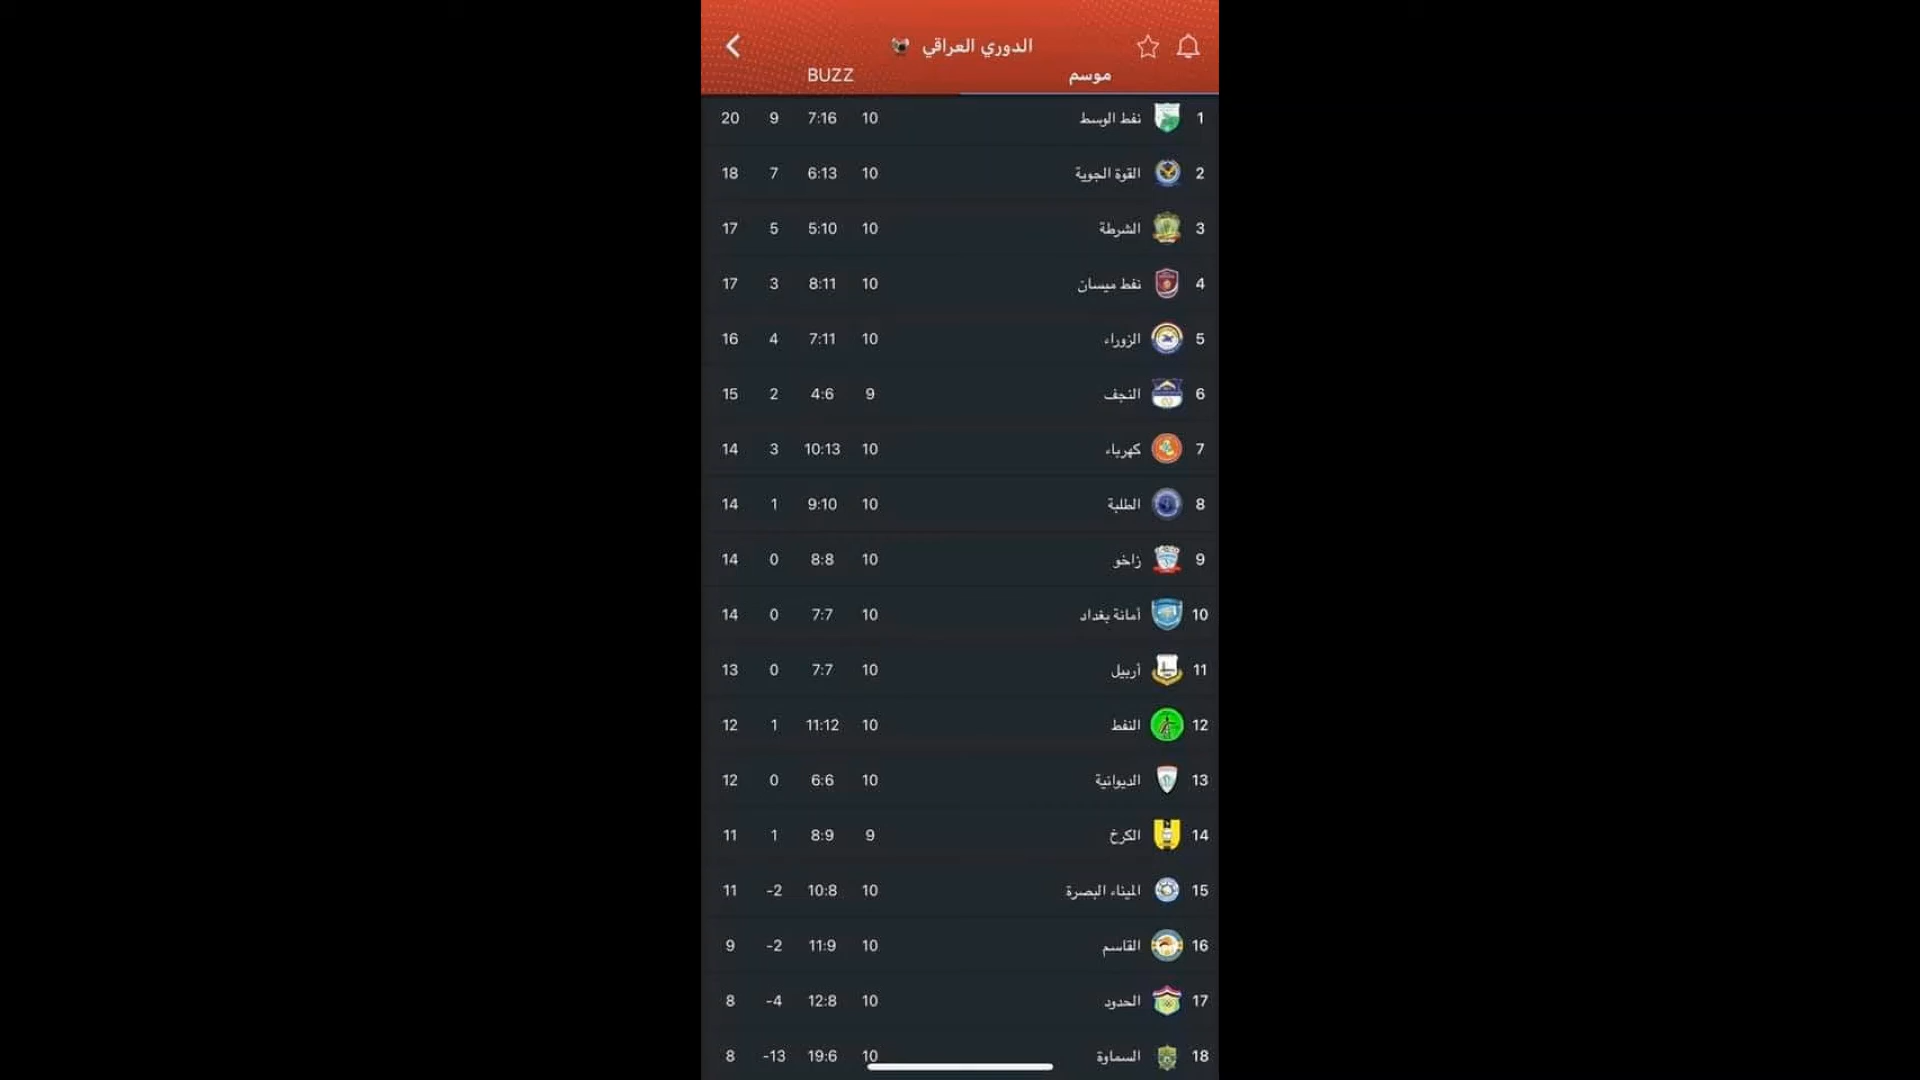 الدوري العراقي
موسم BUZZ
1 نفط الوسط 10 7:16 9 20
2 القوة الجوية 10 6:13 7 18
3 الشرطة 10 5:10 5 17
4 نفط ميسان 10 8:11 3 17
5 الزوراء 10 7:11 4 16
6 النجف 9 4:6 2 15
7 كهرباء 10 10:13 3 14
8 الطلبة 10 9:10 1 14
9 زاخو 10 8:8 0 14
10 أمانة بغداد 10 7:7 0 14
11 أربيل 10 7:7 0 13
12 النفط 10 11:12 1 12
13 الديوانية 10 6:6 0 12
14 الكرخ 9 8:9 1 11
15 الميناء البصرة 10 10:8 -2 11
16 القاسم 10 11:9 -2 9
17 الحدود 10 12:8 -4 8
18 السماوة 10 19:6 -13 8